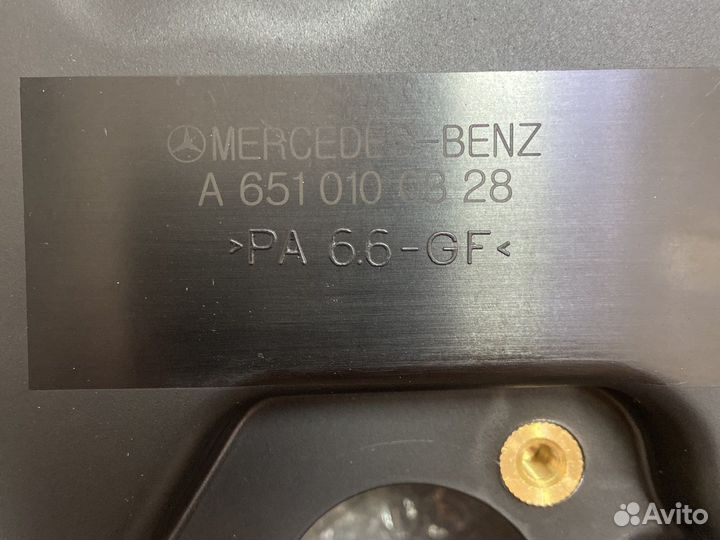 MERCEDES-BENZ
A 651 010 63 28
>PA 6.6-GF<
Avito